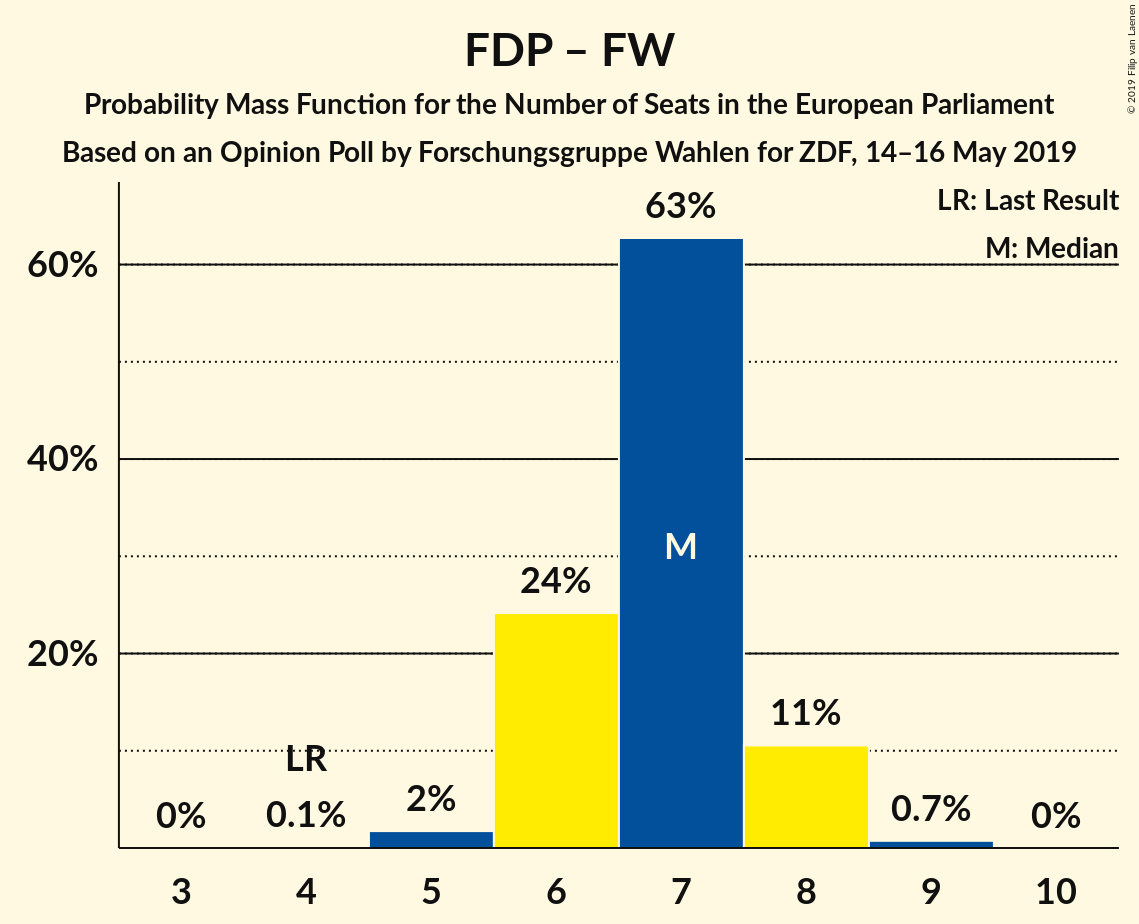 FDP – FW
Probability Mass Function for the Number of Seats in the European Parliament
Based on an Opinion Poll by Forschungsgruppe Wahlen for ZDF, 14–16 May 2019
© 2019 Filip van Laenen
LR: Last Result
M: Median
60%
40%
20%
0%
LR
0.1%
2%
24%
63%
M
11%
0.7%
0%
3 4 5 6 7 8 9 10